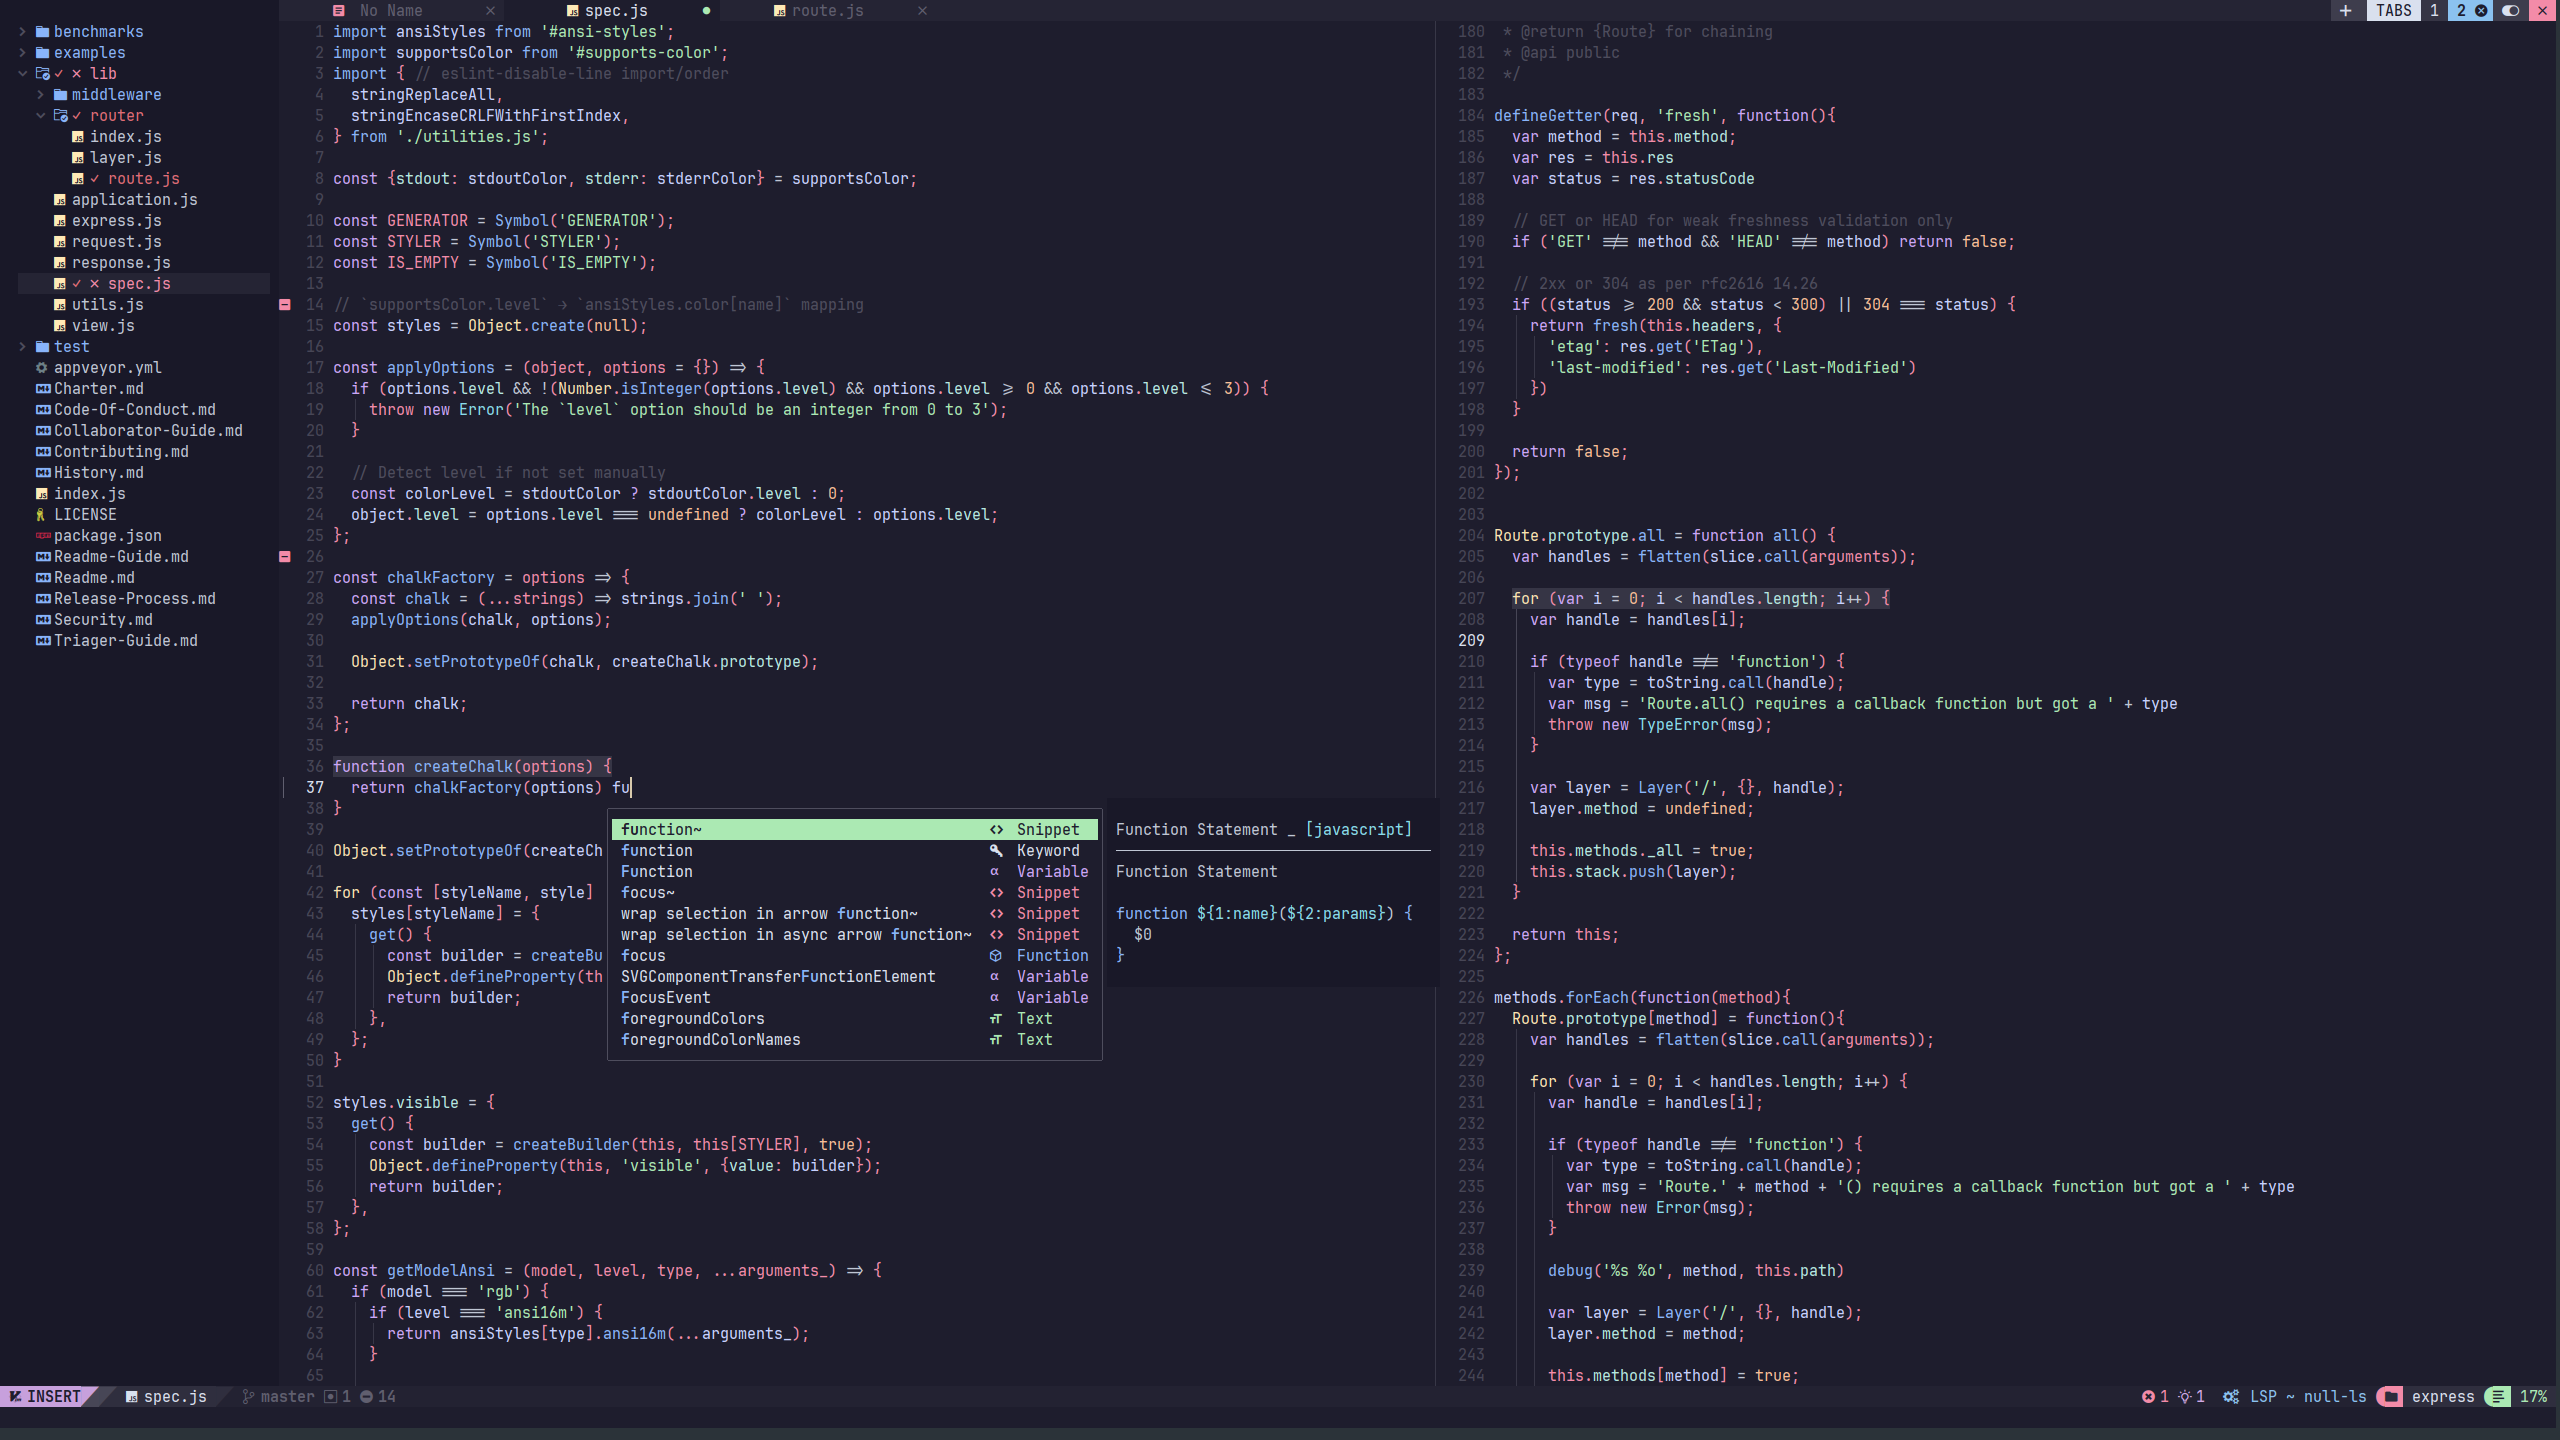 No Name
spec.js
route.js
TABS 1 2
benchmarks
examples
lib
middleware
router
index.js
layer.js
route.js
application.js
express.js
request.js
response.js
spec.js
utils.js
view.js
test
appveyor.yml
Charter.md
Code-Of-Conduct.md
Collaborator-Guide.md
Contributing.md
History.md
index.js
LICENSE
package.json
Readme-Guide.md
Readme.md
Release-Process.md
Security.md
Triager-Guide.md
1 import ansiStyles from '#ansi-styles';
2 import supportsColor from '#supports-color';
3 import { // eslint-disable-line import/order
4   stringReplaceAll,
5   stringEncaseCRLFWithFirstIndex,
6 } from './utilities.js';
7
8 const {stdout: stdoutColor, stderr: stderrColor} = supportsColor;
9
10 const GENERATOR = Symbol('GENERATOR');
11 const STYLER = Symbol('STYLER');
12 const IS_EMPTY = Symbol('IS_EMPTY');
13
14 // `supportsColor.level` → `ansiStyles.color[name]` mapping
15 const styles = Object.create(null);
16
17 const applyOptions = (object, options = {}) => {
18   if (options.level && !(Number.isInteger(options.level) && options.level >= 0 && options.level <= 3)) {
19     throw new Error('The `level` option should be an integer from 0 to 3');
20   }
21
22   // Detect level if not set manually
23   const colorLevel = stdoutColor ? stdoutColor.level : 0;
24   object.level = options.level === undefined ? colorLevel : options.level;
25 };
26
27 const chalkFactory = options => {
28   const chalk = (...strings) => strings.join(' ');
29   applyOptions(chalk, options);
30
31   Object.setPrototypeOf(chalk, createChalk.prototype);
32
33   return chalk;
34 };
35
36 function createChalk(options) {
37   return chalkFactory(options) fu
38 }
39
40 Object.setPrototypeOf(createCh
41
42 for (const [styleName, style]
43   styles[styleName] = {
44     get() {
45       const builder = createBu
46       Object.defineProperty(th
47       return builder;
48     },
49   };
50 }
51
52 styles.visible = {
53   get() {
54     const builder = createBuilder(this, this[STYLER], true);
55     Object.defineProperty(this, 'visible', {value: builder});
56     return builder;
57   },
58 };
59
60 const getModelAnsi = (model, level, type, ...arguments_) => {
61   if (model === 'rgb') {
62     if (level === 'ansi16m') {
63       return ansiStyles[type].ansi16m(...arguments_);
64     }
65
function~ Snippet
function Keyword
Function Variable
focus~ Snippet
wrap selection in arrow function~ Snippet
wrap selection in async arrow function~ Snippet
focus Function
SVGComponentTransferFunctionElement Variable
FocusEvent Variable
foregroundColors Text
foregroundColorNames Text
Function Statement _ [javascript]
Function Statement
function ${1:name}(${2:params}) {
  $0
}
180  * @return {Route} for chaining
181  * @api public
182  */
183
184 defineGetter(req, 'fresh', function(){
185   var method = this.method;
186   var res = this.res
187   var status = res.statusCode
188
189   // GET or HEAD for weak freshness validation only
190   if ('GET' !== method && 'HEAD' !== method) return false;
191
192   // 2xx or 304 as per rfc2616 14.26
193   if ((status >= 200 && status < 300) || 304 === status) {
194     return fresh(this.headers, {
195       'etag': res.get('ETag'),
196       'last-modified': res.get('Last-Modified')
197     })
198   }
199
200   return false;
201 });
202
203
204 Route.prototype.all = function all() {
205   var handles = flatten(slice.call(arguments));
206
207   for (var i = 0; i < handles.length; i++) {
208     var handle = handles[i];
209
210     if (typeof handle !== 'function') {
211       var type = toString.call(handle);
212       var msg = 'Route.all() requires a callback function but got a ' + type
213       throw new TypeError(msg);
214     }
215
216     var layer = Layer('/', {}, handle);
217     layer.method = undefined;
218
219     this.methods._all = true;
220     this.stack.push(layer);
221   }
222
223   return this;
224 };
225
226 methods.forEach(function(method){
227   Route.prototype[method] = function(){
228     var handles = flatten(slice.call(arguments));
229
230     for (var i = 0; i < handles.length; i++) {
231       var handle = handles[i];
232
233       if (typeof handle !== 'function') {
234         var type = toString.call(handle);
235         var msg = 'Route.' + method + '() requires a callback function but got a ' + type
236         throw new Error(msg);
237       }
238
239       debug('%s %o', method, this.path)
240
241       var layer = Layer('/', {}, handle);
242       layer.method = method;
243
244       this.methods[method] = true;
INSERT spec.js master 1 14
1 1 LSP ~ null-ls express 17%